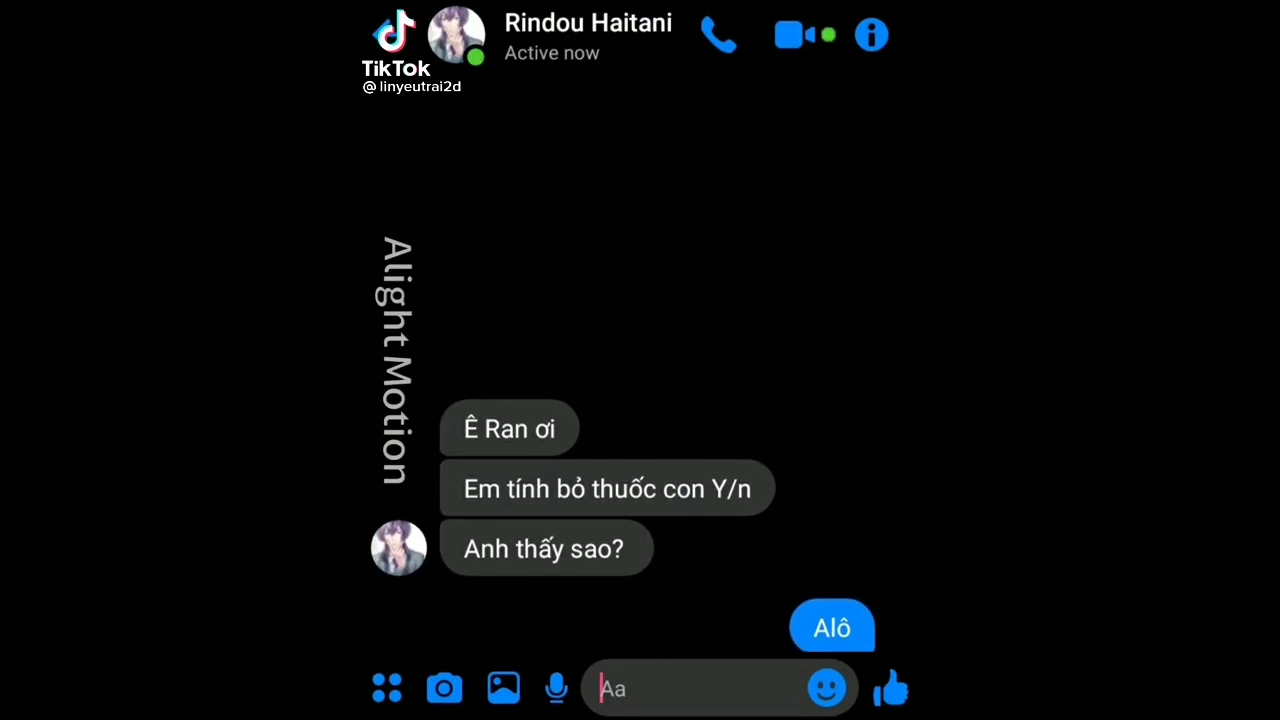 Rindou Haitani
Active now
TikTok
@linyeutrai2d
Alight Motion
Ê Ran ơi
Em tính bỏ thuốc con Y/n
Anh thấy sao?
Alô
Aa